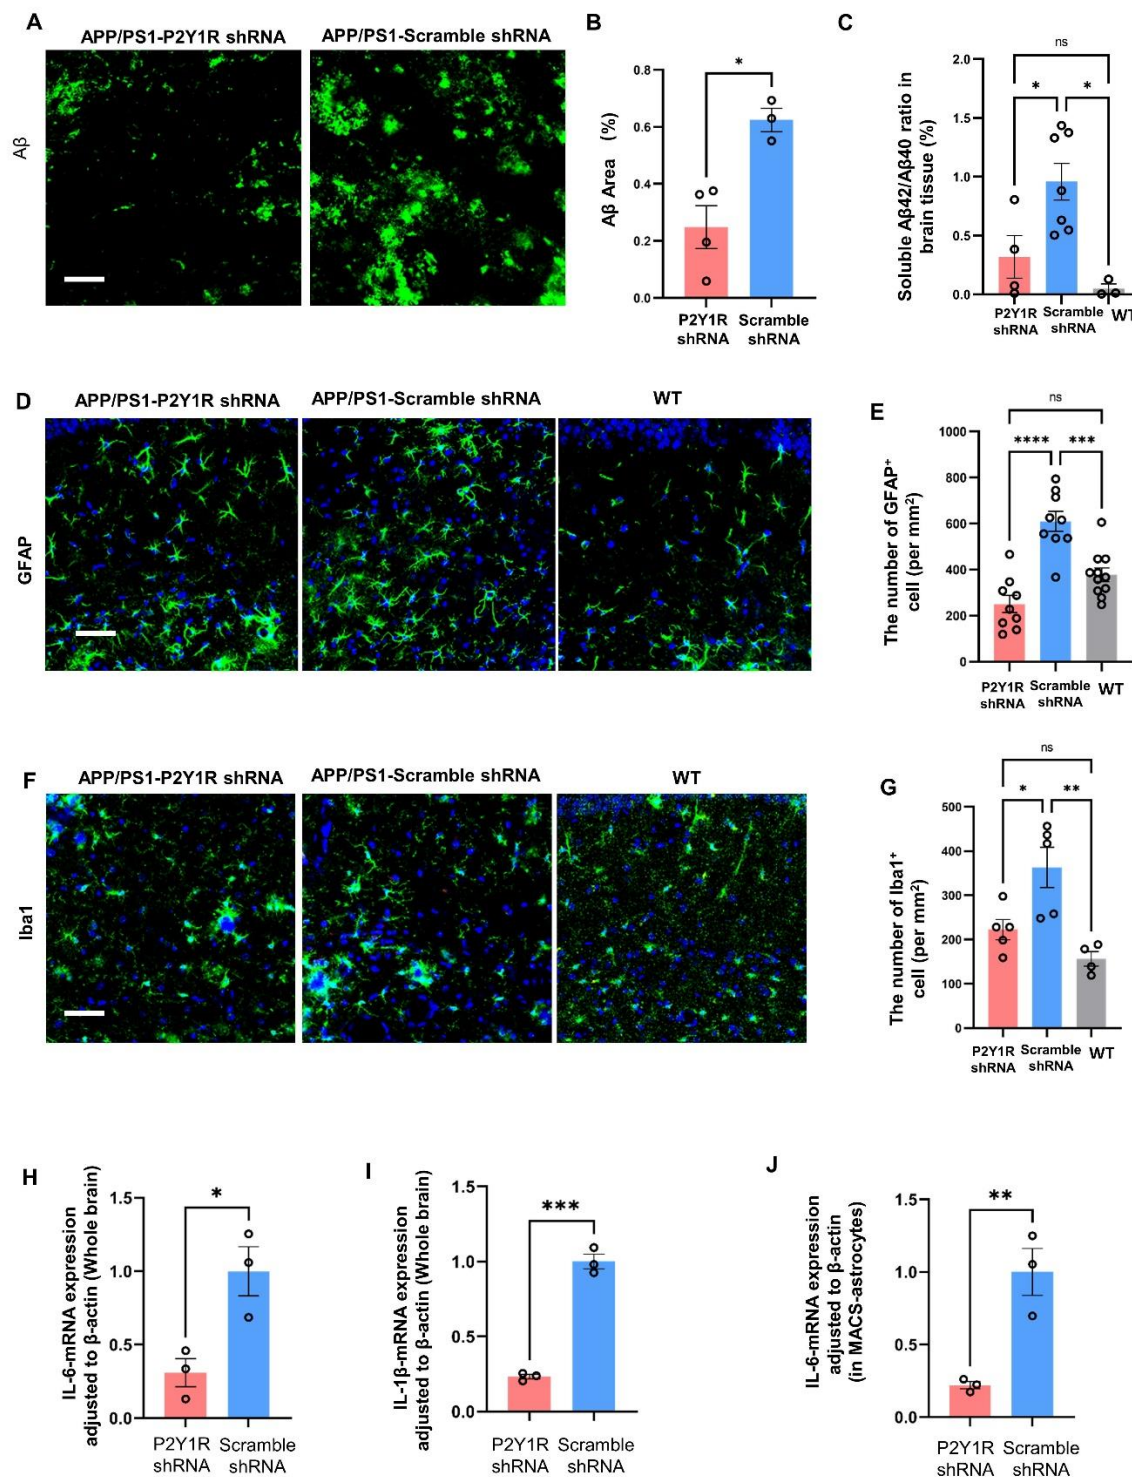 A
APP/PS1-P2Y1R shRNA
APP/PS1-Scramble shRNA
Aβ
B
Aβ Area (%)
0.8
0.6
0.4
0.2
0.0
*
P2Y1R
shRNA
Scramble
shRNA
C
Soluble Aβ42/Aβ40 ratio in
brain tissue (%)
2.0
1.5
1.0
0.5
0.0
ns
*
*
P2Y1R
shRNA
Scramble
shRNA
WT
D
APP/PS1-P2Y1R shRNA
APP/PS1-Scramble shRNA
WT
GFAP
E
The number of GFAP+
cell (per mm²)
1000
800
600
400
200
0
ns
****
***
P2Y1R
shRNA
Scramble
shRNA
WT
F
APP/PS1-P2Y1R shRNA
APP/PS1-Scramble shRNA
WT
Iba1
G
The number of Iba1+
cell (per mm²)
500
400
300
200
100
0
ns
*
**
P2Y1R
shRNA
Scramble
shRNA
WT
H
IL-6-mRNA expression
adjusted to β-actin (Whole brain)
1.5
1.0
0.5
0.0
*
P2Y1R
shRNA
Scramble
shRNA
I
IL-1β-mRNA expression
adjusted to β-actin (Whole brain)
1.5
1.0
0.5
0.0
***
P2Y1R
shRNA
Scramble
shRNA
J
IL-6-mRNA expression
adjusted to β-actin
(in MACS-astrocytes)
1.5
1.0
0.5
0.0
**
P2Y1R
shRNA
Scramble
shRNA